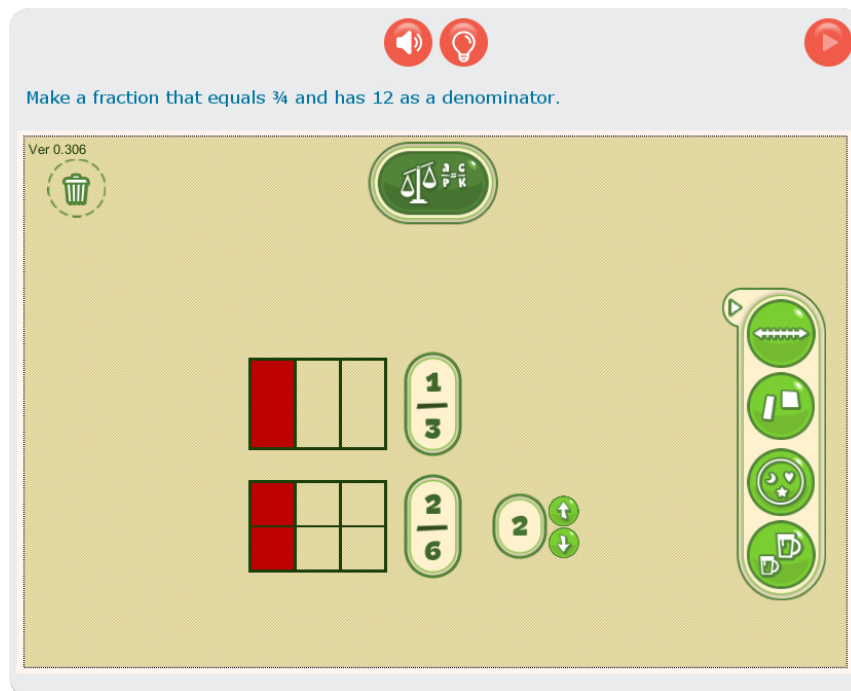 Make a fraction that equals ¾ and has 12 as a denominator.
Ver 0.306
a/P = c/K
1/3
2/6
2